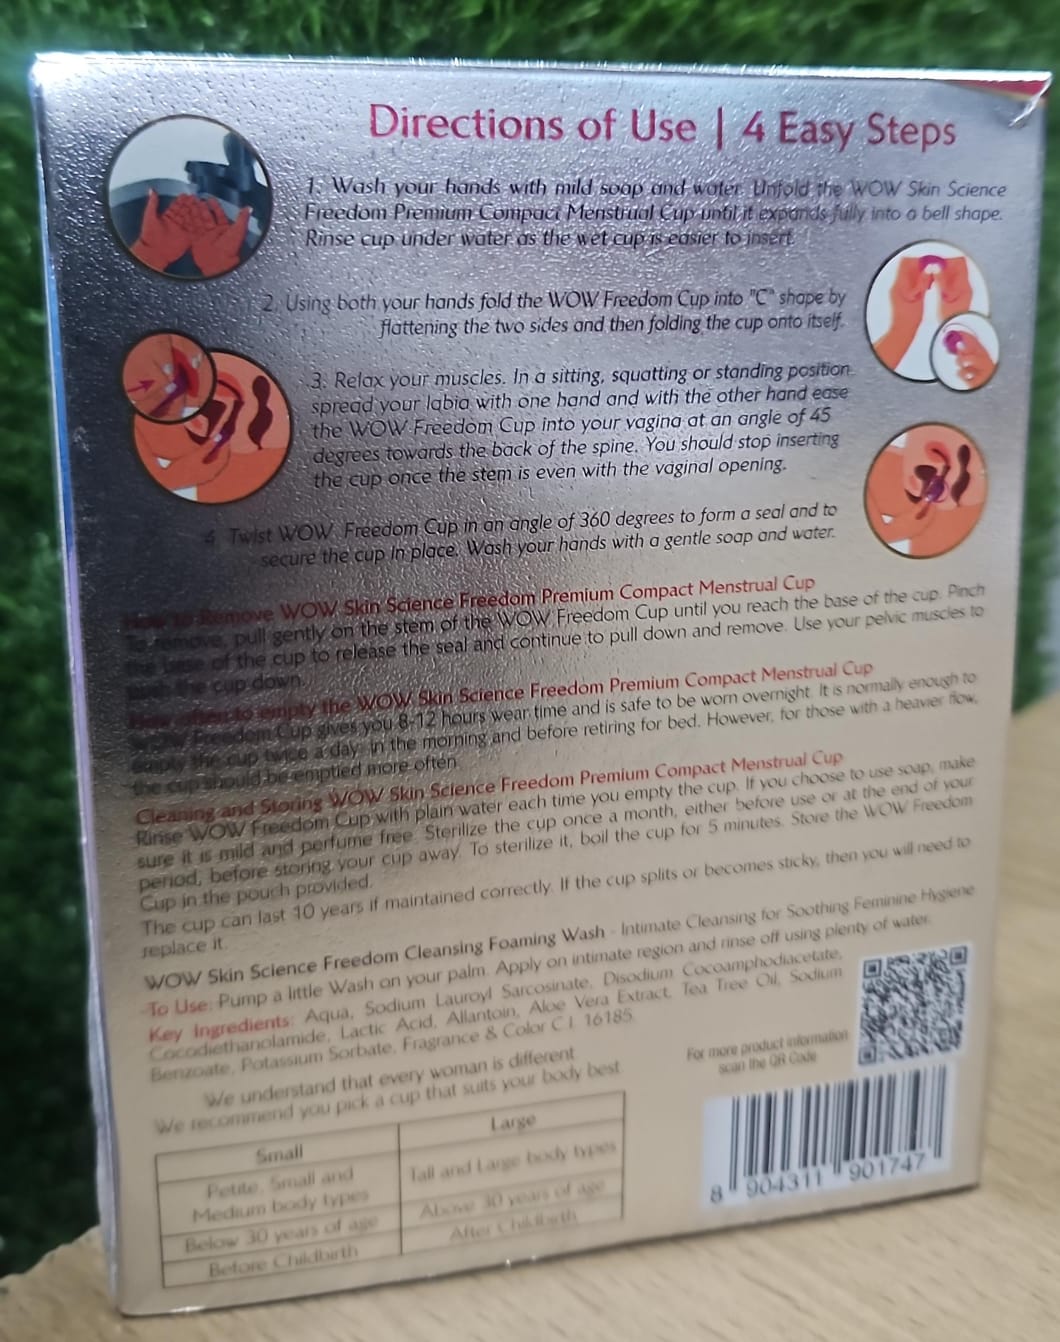 Directions of Use | 4 Easy Steps
1. Wash your hands with mild soap and water. Unfold the WOW Skin Science
Freedom Premium Compact Menstrual Cup until it expands fully into a bell shape.
Rinse cup under water as the wet cup is easier to insert.
2. Using both your hands fold the WOW Freedom Cup into "C" shape by
flattening the two sides and then folding the cup onto itself.
3. Relax your muscles. In a sitting, squatting or standing position
spread your labia with one hand and with the other hand ease
the WOW Freedom Cup into your vagina at an angle of 45
degrees towards the back of the spine. You should stop inserting
the cup once the stem is even with the vaginal opening.
4. Twist WOW Freedom Cup in an angle of 360 degrees to form a seal and to
secure the cup in place. Wash your hands with a gentle soap and water.
How to Remove WOW Skin Science Freedom Premium Compact Menstrual Cup
To remove, pull gently on the stem of the WOW Freedom Cup until you reach the base of the cup. Pinch
the base of the cup to release the seal and continue to pull down and remove. Use your pelvic muscles to
the cup down.
How often to empty the WOW Skin Science Freedom Premium Compact Menstrual Cup
WOW Freedom Cup gives you 8-12 hours wear time and is safe to be worn overnight. It is normally enough to
empty the cup twice a day, in the morning and before retiring for bed. However, for those with a heavier flow,
the cup should be emptied more often.
Cleaning and Storing WOW Skin Science Freedom Premium Compact Menstrual Cup
Rinse WOW Freedom Cup with plain water each time you empty the cup. If you choose to use soap, make
sure it is mild and perfume free. Sterilize the cup once a month, either before use or at the end of your
period, before storing your cup away. To sterilize it, boil the cup for 5 minutes. Store the WOW Freedom
Cup in the pouch provided.
The cup can last 10 years if maintained correctly. If the cup splits or becomes sticky, then you will need to
replace it.
WOW Skin Science Freedom Cleansing Foaming Wash - Intimate Cleansing for Soothing Feminine Hygiene
To Use: Pump a little Wash on your palm. Apply on intimate region and rinse off using plenty of water.
Key Ingredients: Aqua, Sodium Lauroyl Sarcosinate, Disodium Cocoamphodiacetate,
Cocodiethanolamide, Lactic Acid, Allantoin, Aloe Vera Extract, Tea Tree Oil, Sodium
Benzoate, Potassium Sorbate, Fragrance & Color C.I. 16185.
For more product information
scan the QR Code
We understand that every woman is different
We recommend you pick a cup that suits your body best
Small
Large
Petite, Small and
Medium body types
Tall and Large body types
Below 30 years of age
Above 30 years of age
Before Childbirth
After Childbirth
8 904311 901747